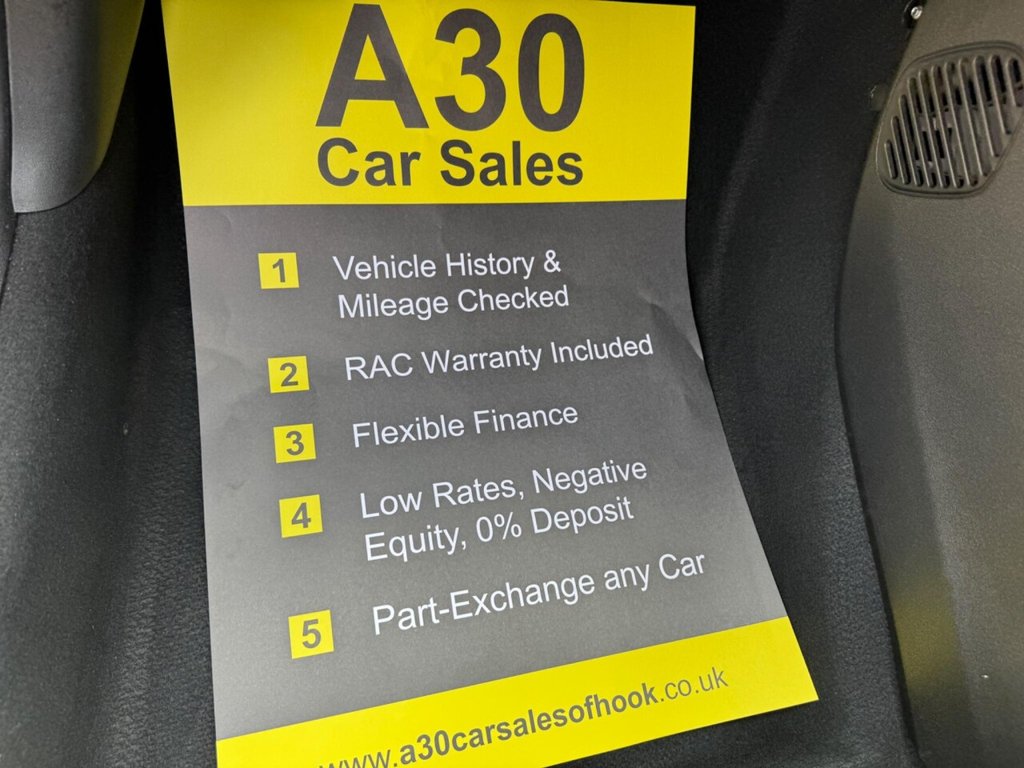 A30
Car Sales
1 Vehicle History &
Mileage Checked
2 RAC Warranty Included
3 Flexible Finance
4 Low Rates, Negative
Equity, 0% Deposit
5 Part-Exchange any Car
www.a30carsalesofhook.co.uk